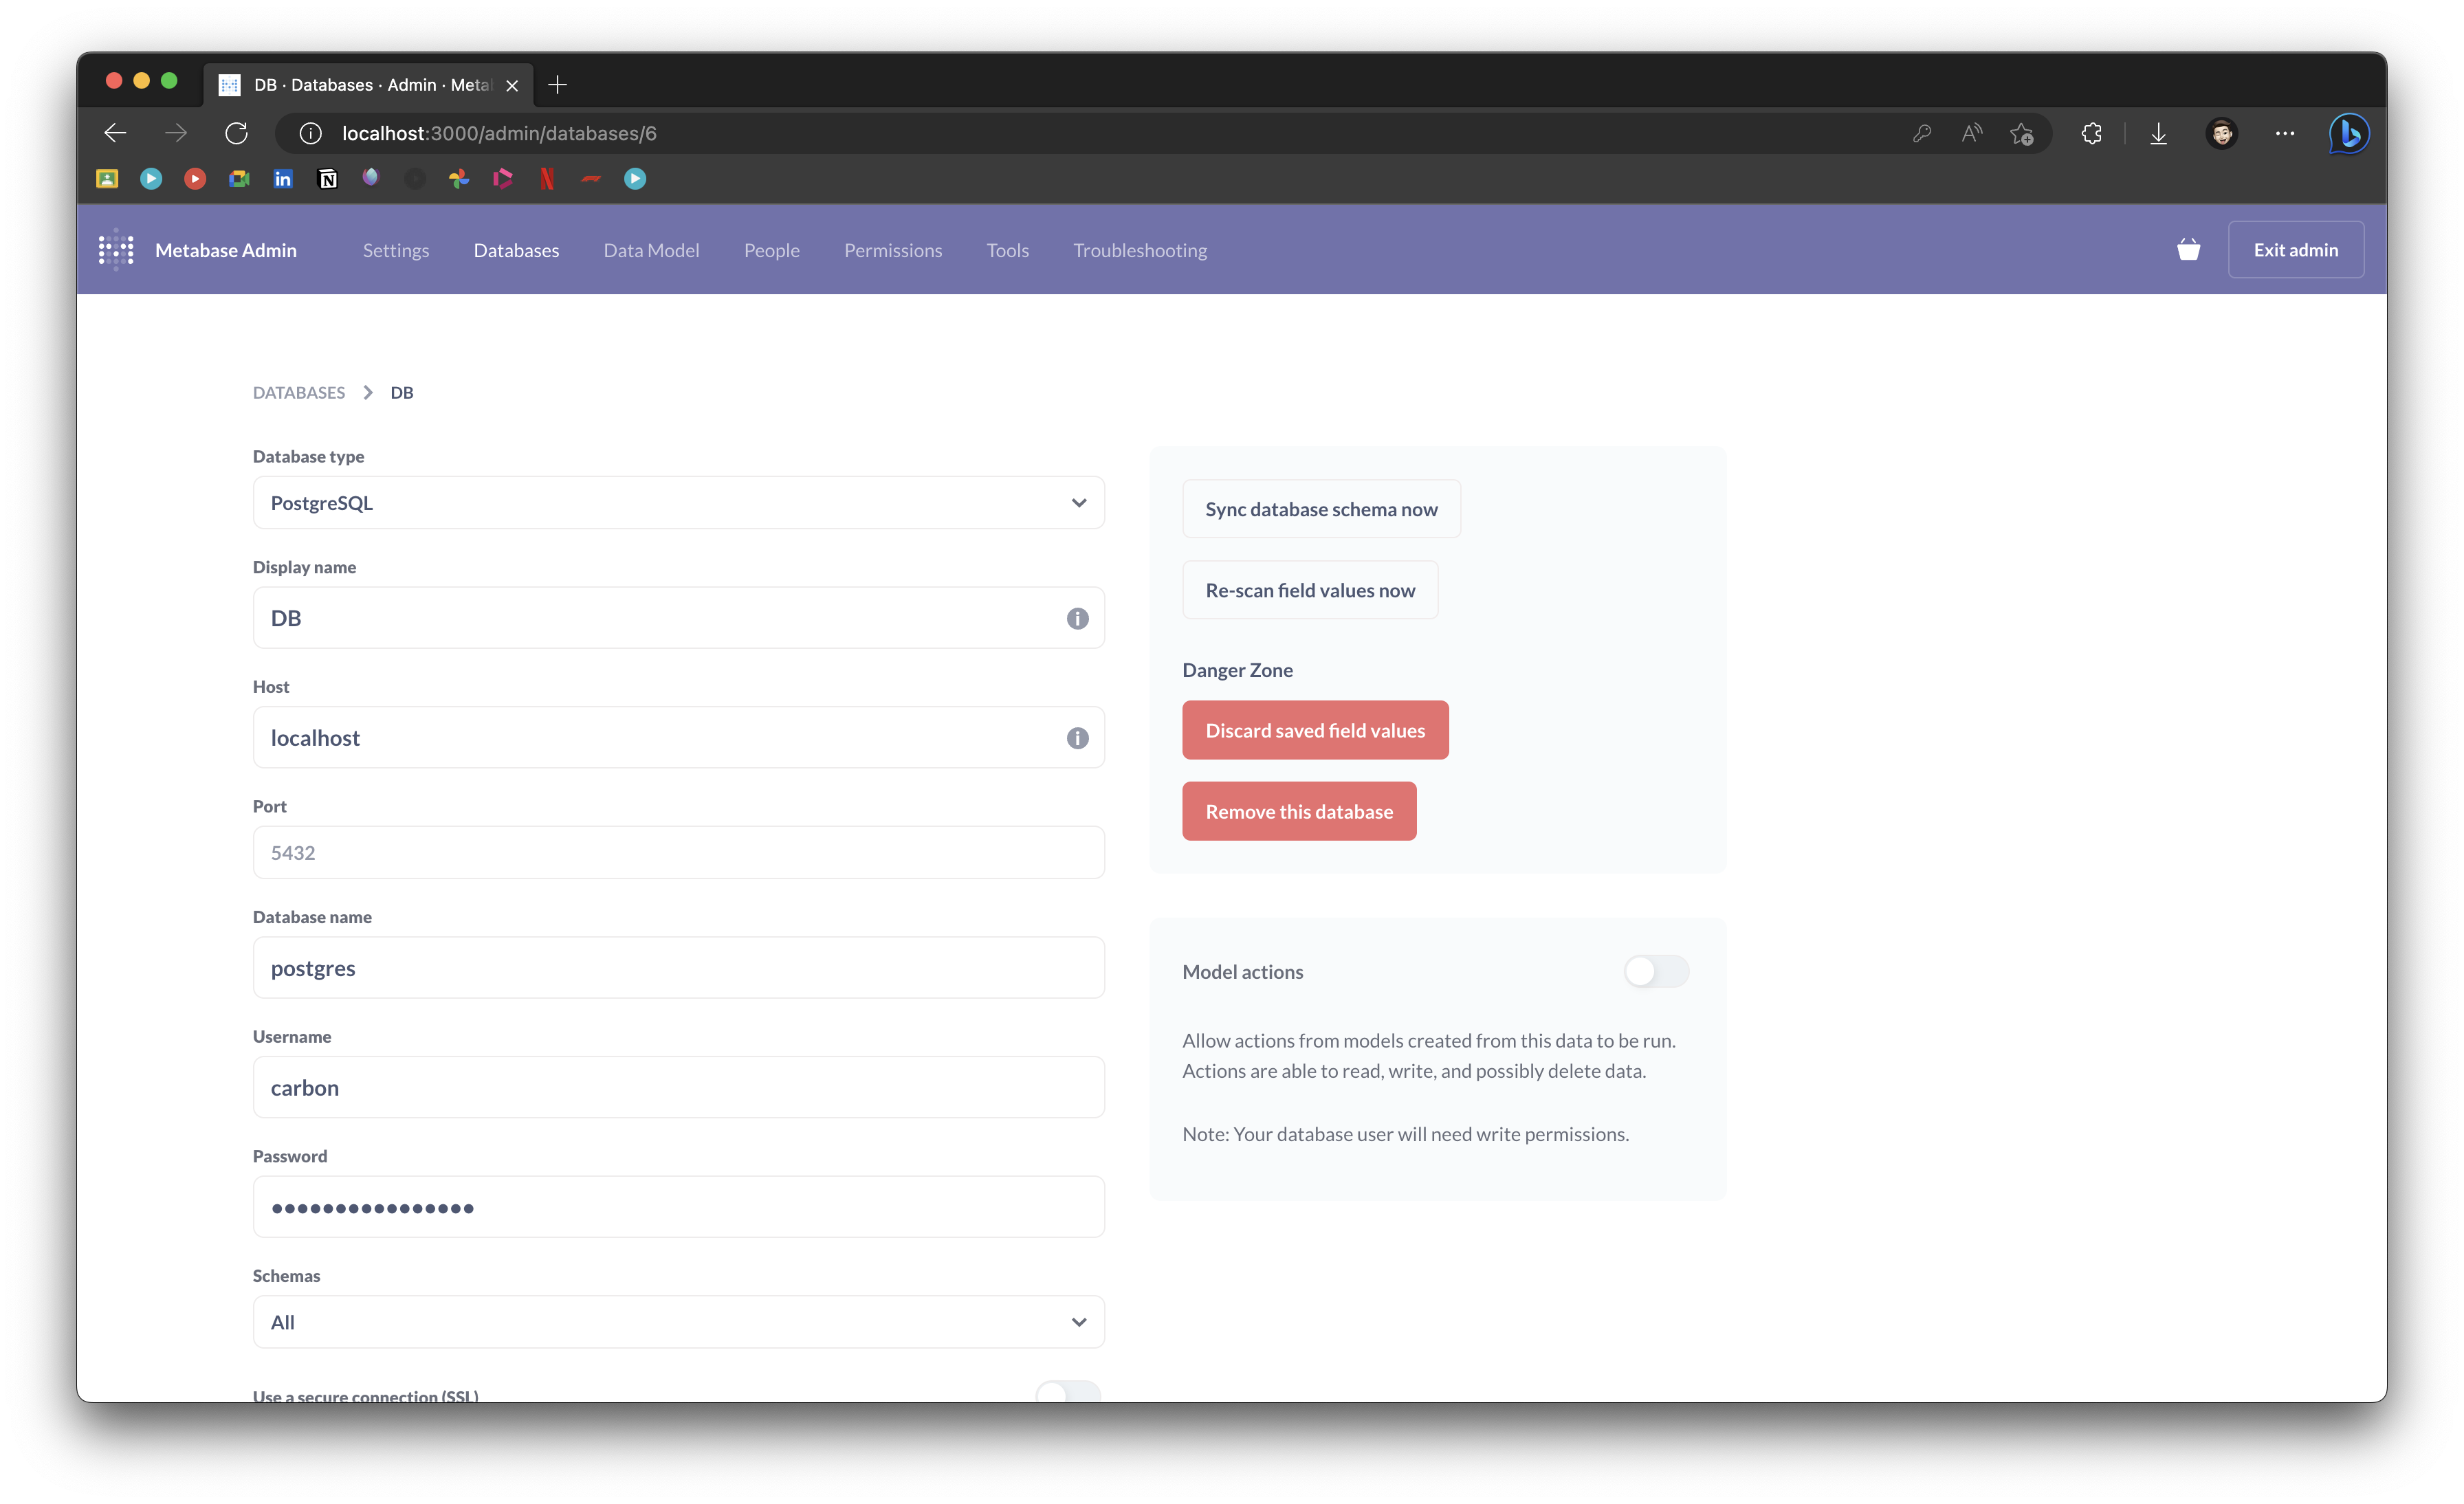 DB · Databases · Admin · Meta
localhost:3000/admin/databases/6
Metabase Admin
Settings
Databases
Data Model
People
Permissions
Tools
Troubleshooting
Exit admin
DATABASES
DB
Database type
PostgreSQL
Display name
DB
Host
localhost
Port
5432
Database name
postgres
Username
carbon
Password
•••••••••••••••
Schemas
All
Use a secure connection (SSL)
Sync database schema now
Re-scan field values now
Danger Zone
Discard saved field values
Remove this database
Model actions
Allow actions from models created from this data to be run.
Actions are able to read, write, and possibly delete data.
Note: Your database user will need write permissions.